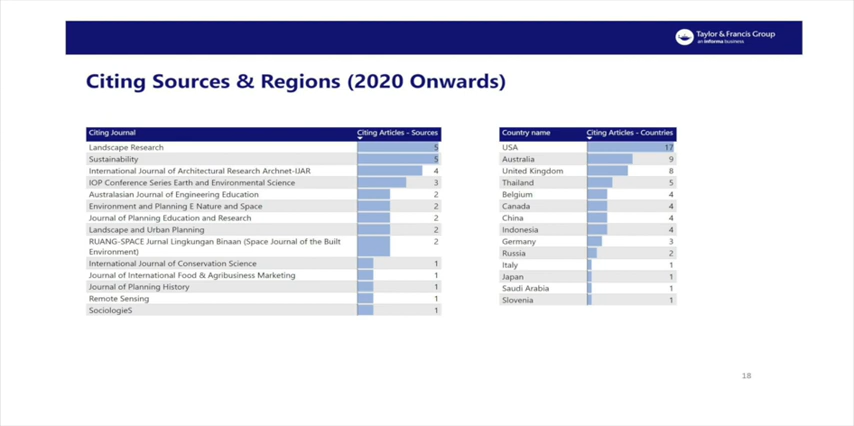 Taylor & Francis Group
an informa business
Citing Sources & Regions (2020 Onwards)
Citing Journal Citing Articles - Sources
Landscape Research 5
Sustainability 5
International Journal of Architectural Research Archnet-IJAR 4
IOP Conference Series Earth and Environmental Science 3
Australasian Journal of Engineering Education 2
Environment and Planning E Nature and Space 2
Journal of Planning Education and Research 2
Landscape and Urban Planning 2
RUANG-SPACE Jurnal Lingkungan Binaan (Space Journal of the Built 2
Environment)
International Journal of Conservation Science 1
Journal of International Food & Agribusiness Marketing 1
Journal of Planning History 1
Remote Sensing 1
SociologieS 1
Country name Citing Articles - Countries
USA 17
Australia 9
United Kingdom 8
Thailand 5
Belgium 4
Canada 4
China 4
Indonesia 4
Germany 3
Russia 2
Italy 1
Japan 1
Saudi Arabia 1
Slovenia 1
18